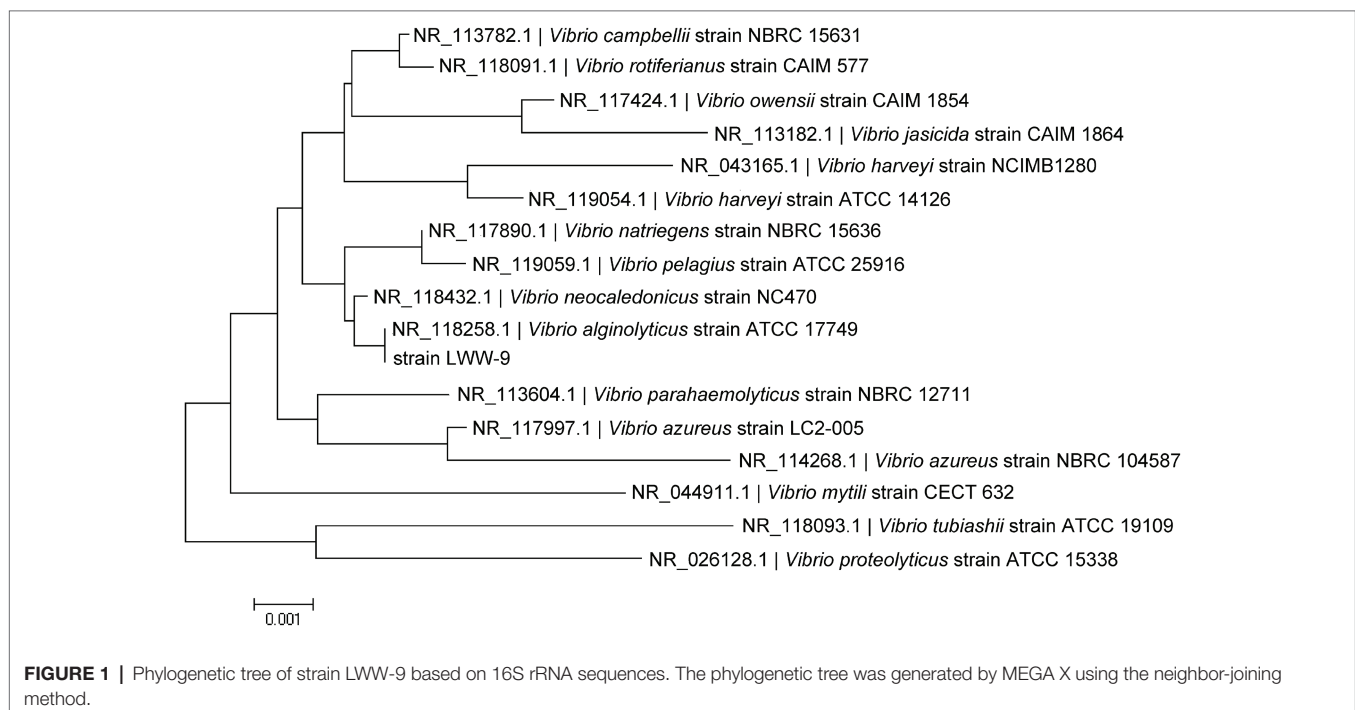 NR_113782.1 | Vibrio campbellii strain NBRC 15631
NR_118091.1 | Vibrio rotiferianus strain CAIM 577
NR_117424.1 | Vibrio owensii strain CAIM 1854
NR_113182.1 | Vibrio jasicida strain CAIM 1864
NR_043165.1 | Vibrio harveyi strain NCIMB1280
NR_119054.1 | Vibrio harveyi strain ATCC 14126
NR_117890.1 | Vibrio natriegens strain NBRC 15636
NR_119059.1 | Vibrio pelagius strain ATCC 25916
NR_118432.1 | Vibrio neocaledonicus strain NC470
NR_118258.1 | Vibrio alginolyticus strain ATCC 17749
strain LWW-9
NR_113604.1 | Vibrio parahaemolyticus strain NBRC 12711
NR_117997.1 | Vibrio azureus strain LC2-005
NR_114268.1 | Vibrio azureus strain NBRC 104587
NR_044911.1 | Vibrio mytili strain CECT 632
NR_118093.1 | Vibrio tubiashii strain ATCC 19109
NR_026128.1 | Vibrio proteolyticus strain ATCC 15338
0.001
FIGURE 1 | Phylogenetic tree of strain LWW-9 based on 16S rRNA sequences. The phylogenetic tree was generated by MEGA X using the neighbor-joining
method.